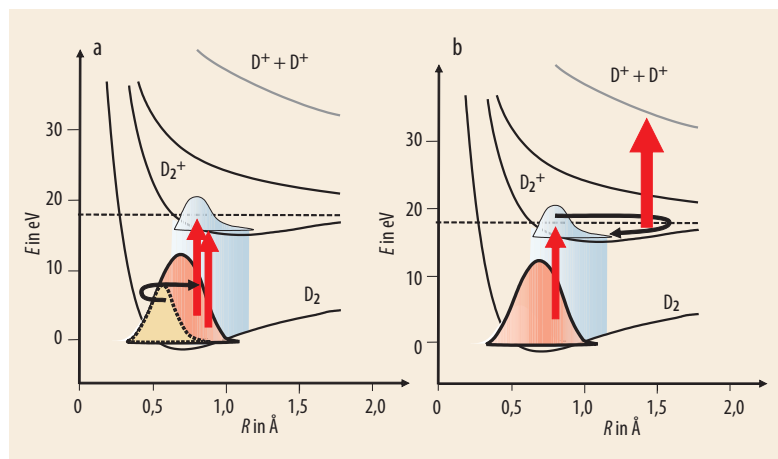 a
D⁺ + D⁺
E in eV
30
20
10
0
D₂⁺
D₂
0
0,5
1,0
1,5
2,0
R in Å
b
D⁺ + D⁺
E in eV
30
20
10
0
D₂⁺
D₂
0
0,5
1,0
1,5
2,0
R in Å